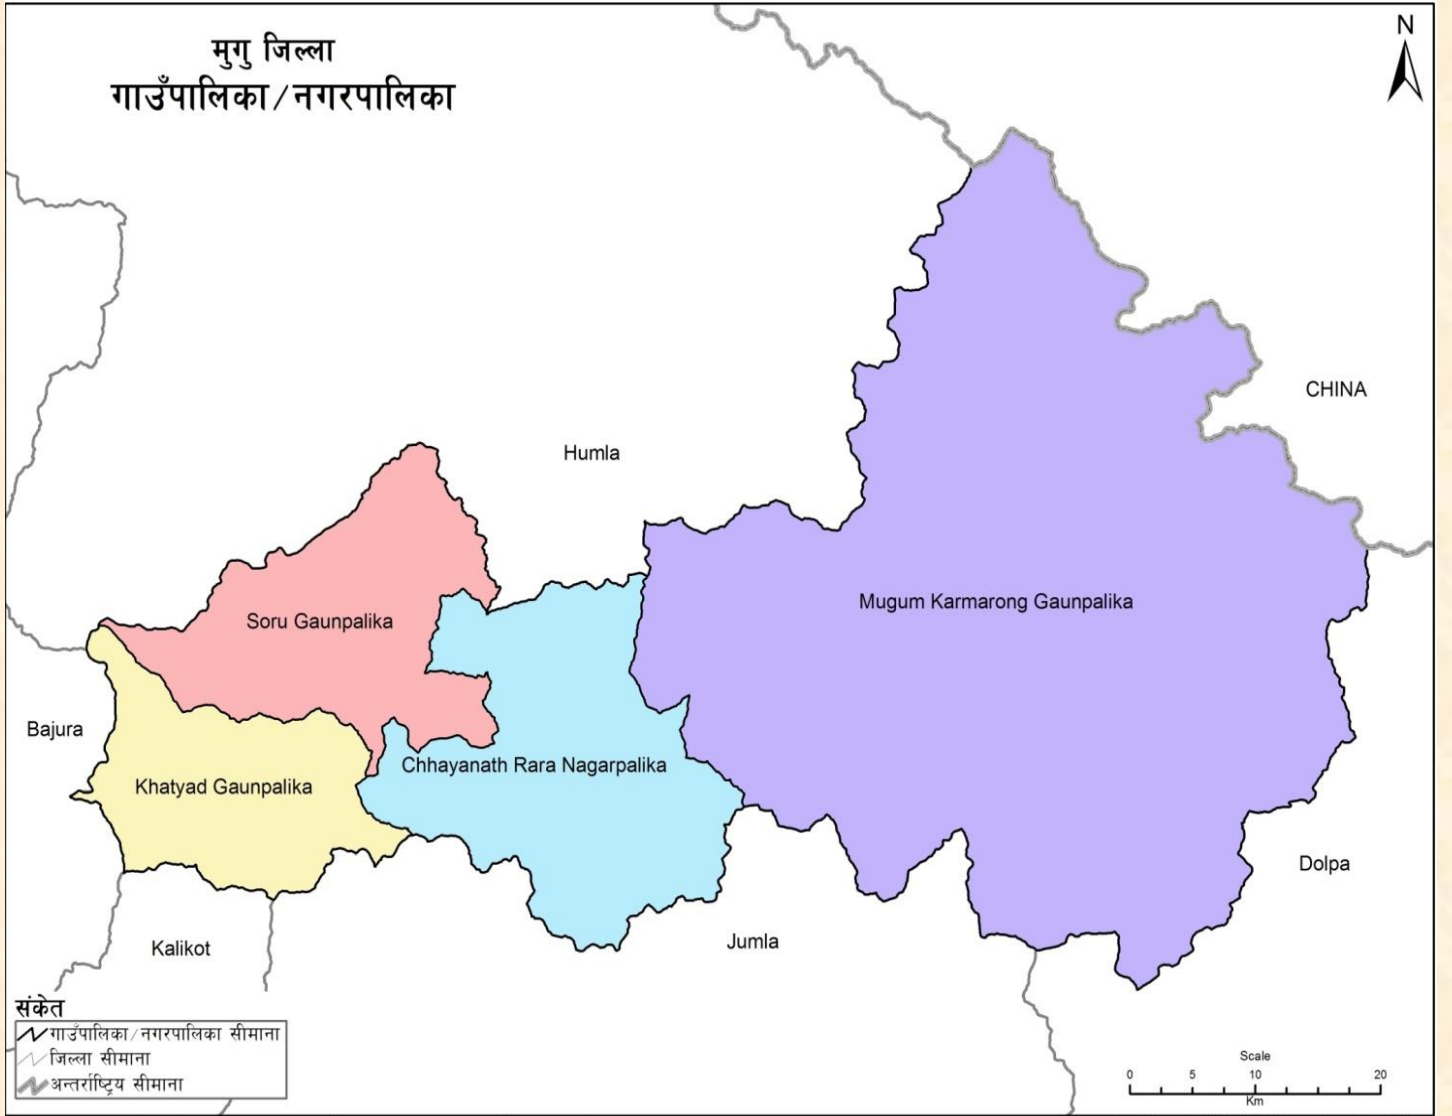 मुगु जिल्ला
गाउँपालिका/नगरपालिका
N
CHINA
Humla
Mugum Karmarong Gaunpalika
Soru Gaunpalika
Bajura
Chhayanath Rara Nagarpalika
Khatyad Gaunpalika
Dolpa
Jumla
Kalikot
संकेत
गाउँपालिका/नगरपालिका सीमाना
जिल्ला सीमाना
अन्तर्राष्ट्रिय सीमाना
Scale
0 5 10 20
Km